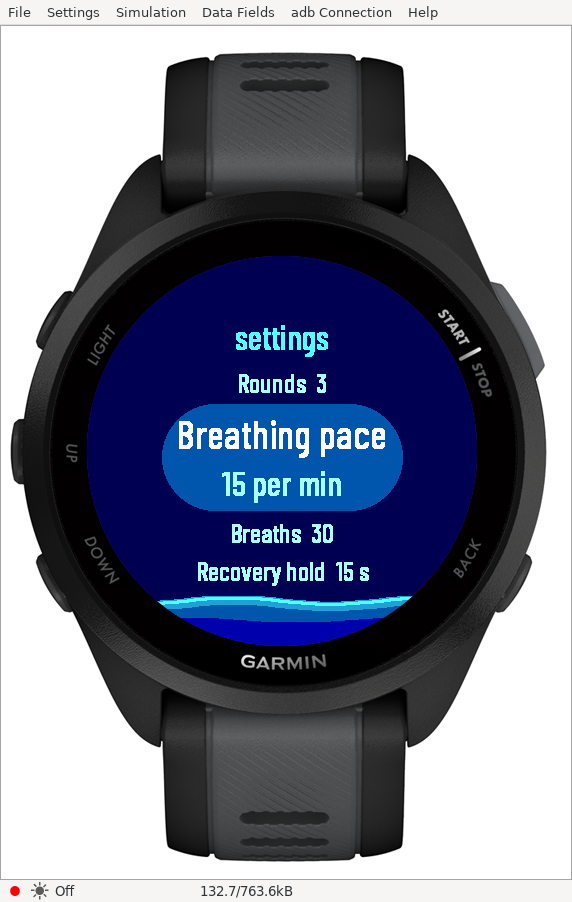 File Settings Simulation Data Fields adb Connection Help
LIGHT
START
STOP
UP
DOWN
BACK
settings
Rounds 3
Breathing pace
15 per min
Breaths 30
Recovery hold 15 s
GARMIN
Off 132.7/763.6kB